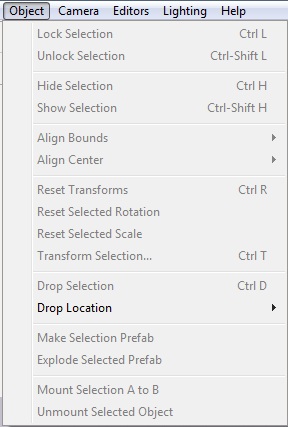 Object Camera Editors Lighting Help
Lock Selection Ctrl L
Unlock Selection Ctrl-Shift L
Hide Selection Ctrl H
Show Selection Ctrl-Shift H
Align Bounds
Align Center
Reset Transforms Ctrl R
Reset Selected Rotation
Reset Selected Scale
Transform Selection... Ctrl T
Drop Selection Ctrl D
Drop Location
Make Selection Prefab
Explode Selected Prefab
Mount Selection A to B
Unmount Selected Object